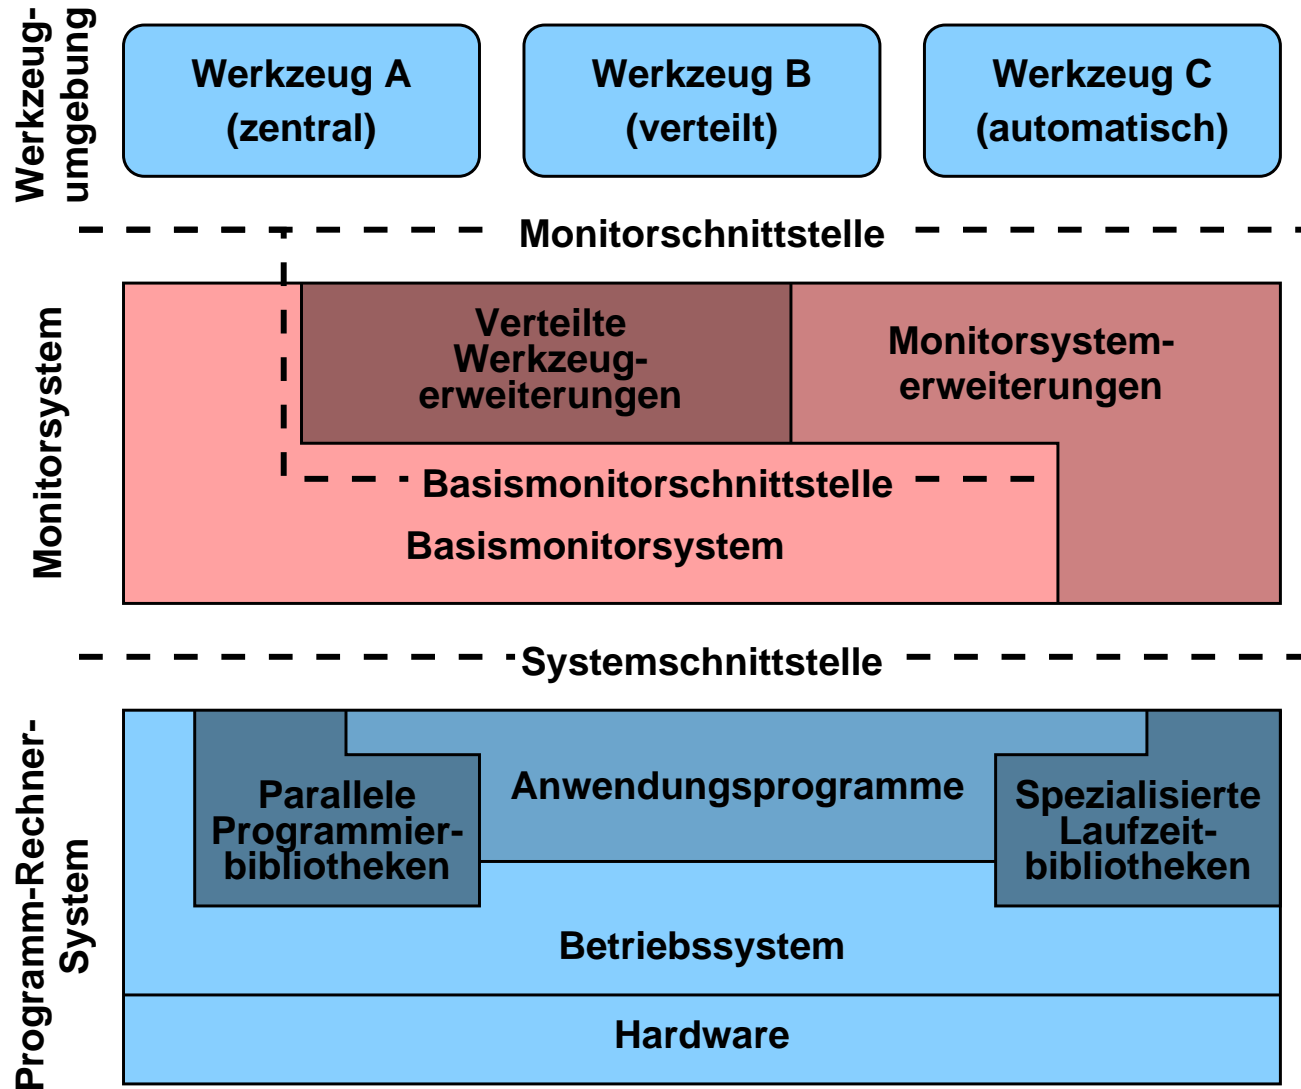 Werkzeug-
umgebung
Werkzeug A
(zentral)
Werkzeug B
(verteilt)
Werkzeug C
(automatisch)
Monitorschnittstelle
Monitorsystem
Verteilte
Werkzeug-
erweiterungen
Monitorsystem-
erweiterungen
Basismonitorschnittstelle
Basismonitorsystem
Systemschnittstelle
Programm-Rechner-
System
Parallele
Programmier-
bibliotheken
Anwendungsprogramme
Spezialisierte
Laufzeit-
bibliotheken
Betriebssystem
Hardware